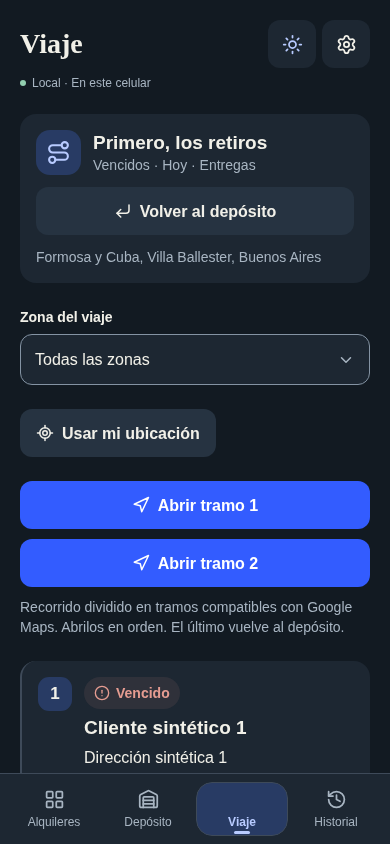 Viaje
Local · En este celular
Primero, los retiros
Vencidos · Hoy · Entregas
Volver al depósito
Formosa y Cuba, Villa Ballester, Buenos Aires
Zona del viaje
Todas las zonas
Usar mi ubicación
Abrir tramo 1
Abrir tramo 2
Recorrido dividido en tramos compatibles con Google
Maps. Abrilos en orden. El último vuelve al depósito.
1
Vencido
Cliente sintético 1
Dirección sintética 1
Alquileres
Depósito
Viaje
Historial